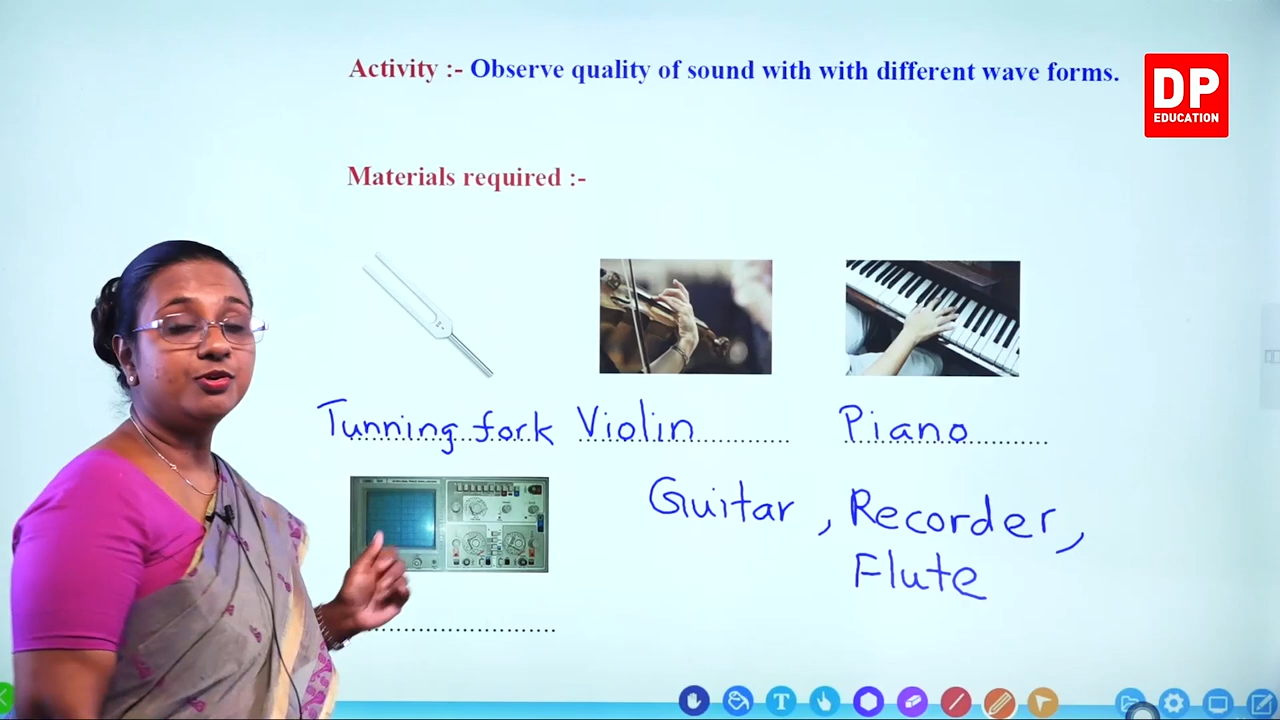 Activity :- Observe quality of sound with with different wave forms.
DP
EDUCATION
Materials required :-
Tunning fork Violin Piano
Guitar , Recorder,
Flute